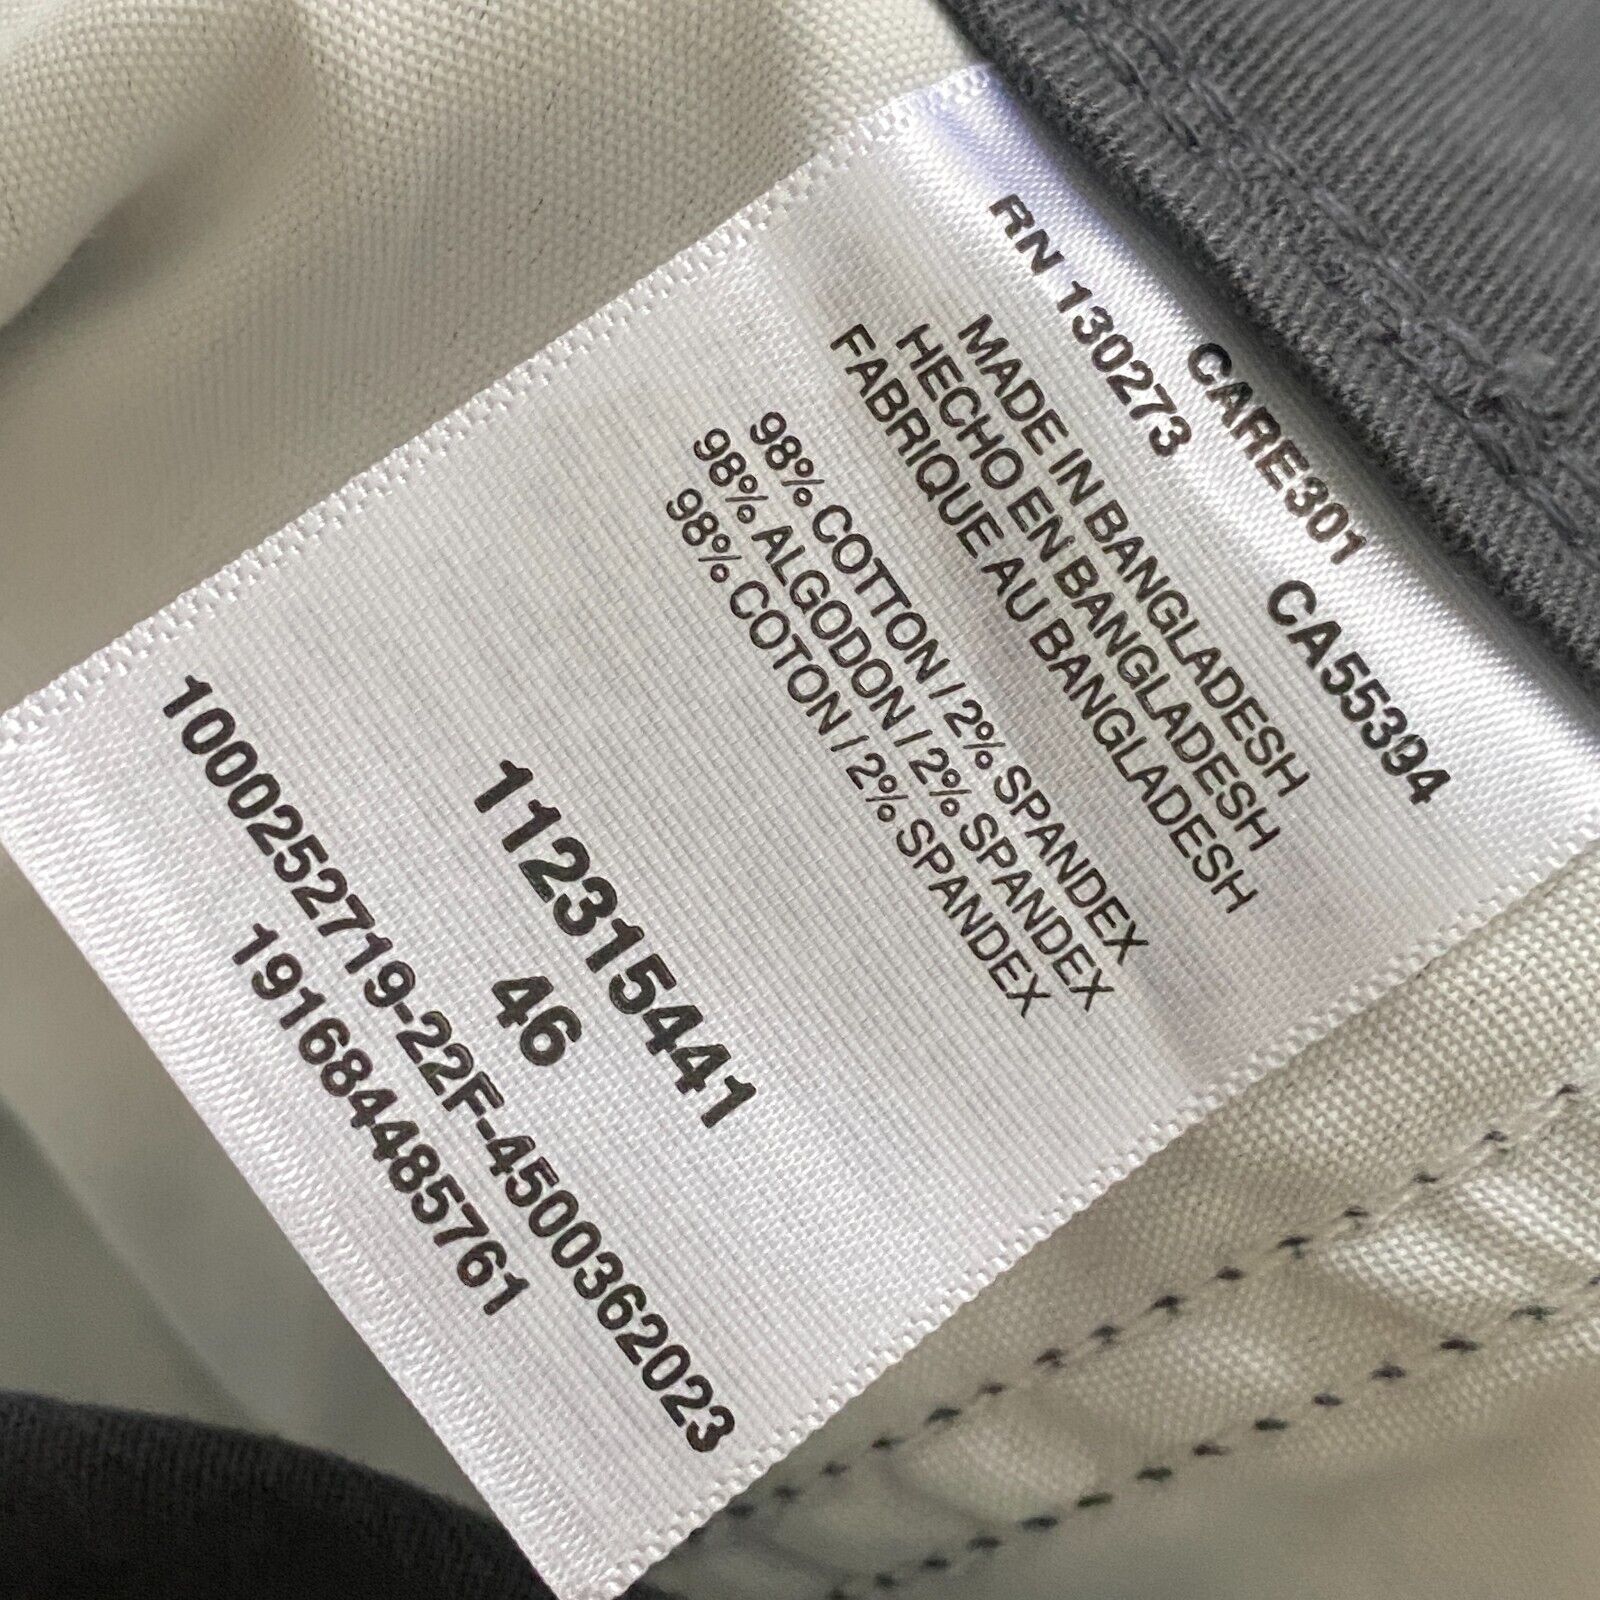 RN 130273
CARE301 CA55394
MADE IN BANGLADESH
HECHO EN BANGLADESH
FABRIQUE AU BANGLADESH
98% COTTON / 2% SPANDEX
98% ALGODON / 2% SPANDEX
98% COTON / 2% SPANDEX
112315441
46
1000252719-22F-4500362023
191684485761